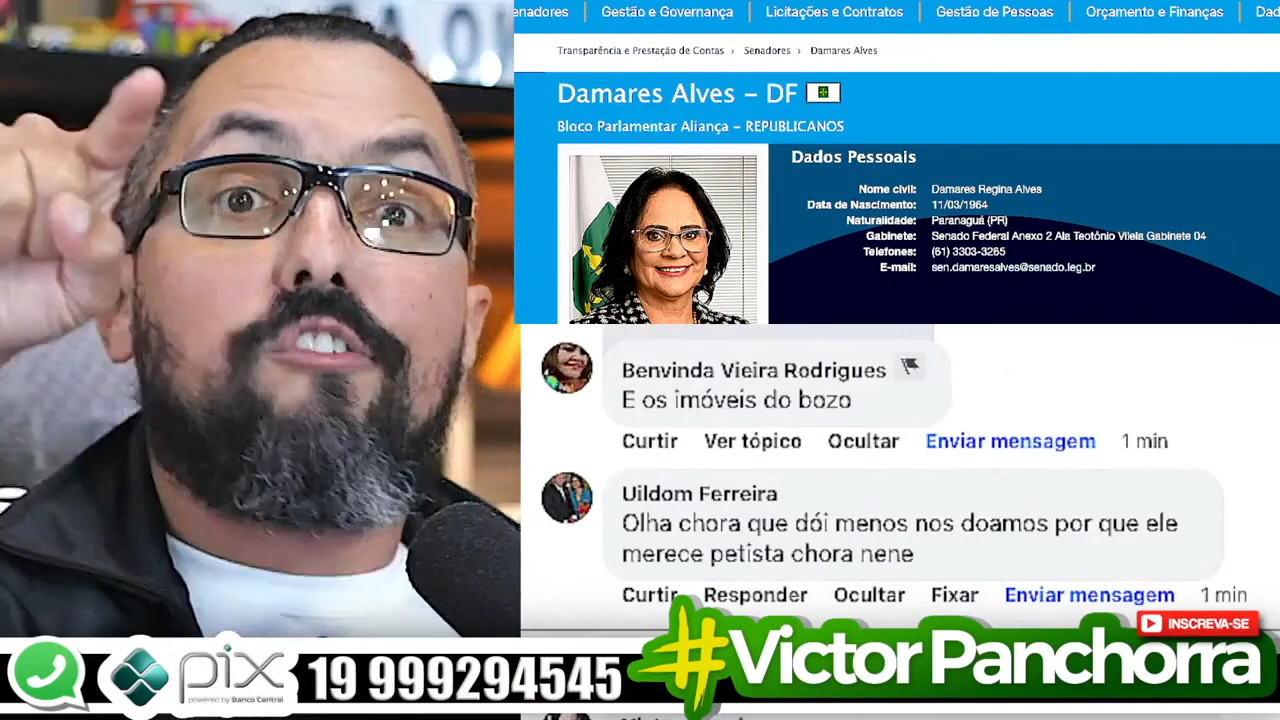 enadores
Gestão e Governança
Licitações e Contratos
Gestão de Pessoas
Orçamento e Finanças
Transparência e Prestação de Contas › Senadores › Damares Alves
Damares Alves – DF
Bloco Parlamentar Aliança – REPUBLICANOS
Dados Pessoais
Nome civil: Damares Regina Alves
Data de Nascimento: 11/03/1964
Naturalidade: Paranaguá (PR)
Gabinete: Senado Federal Anexo 2 Ala Teotônio Vilela Gabinete 04
Telefones: (61) 3303-3265
E-mail: sen.damaresalves@senado.leg.br
Benvinda Vieira Rodrigues
E os imóveis do bozo
Curtir Ver tópico Ocultar Enviar mensagem 1 min
Uildom Ferreira
Olha chora que dói menos nos doamos por que ele
merece petista chora nene
Curtir Responder Ocultar Fixar Enviar mensagem 1 min
INSCREVA-SE
#Victor Panchorra
pix
powered by Banco Central
19 999294545